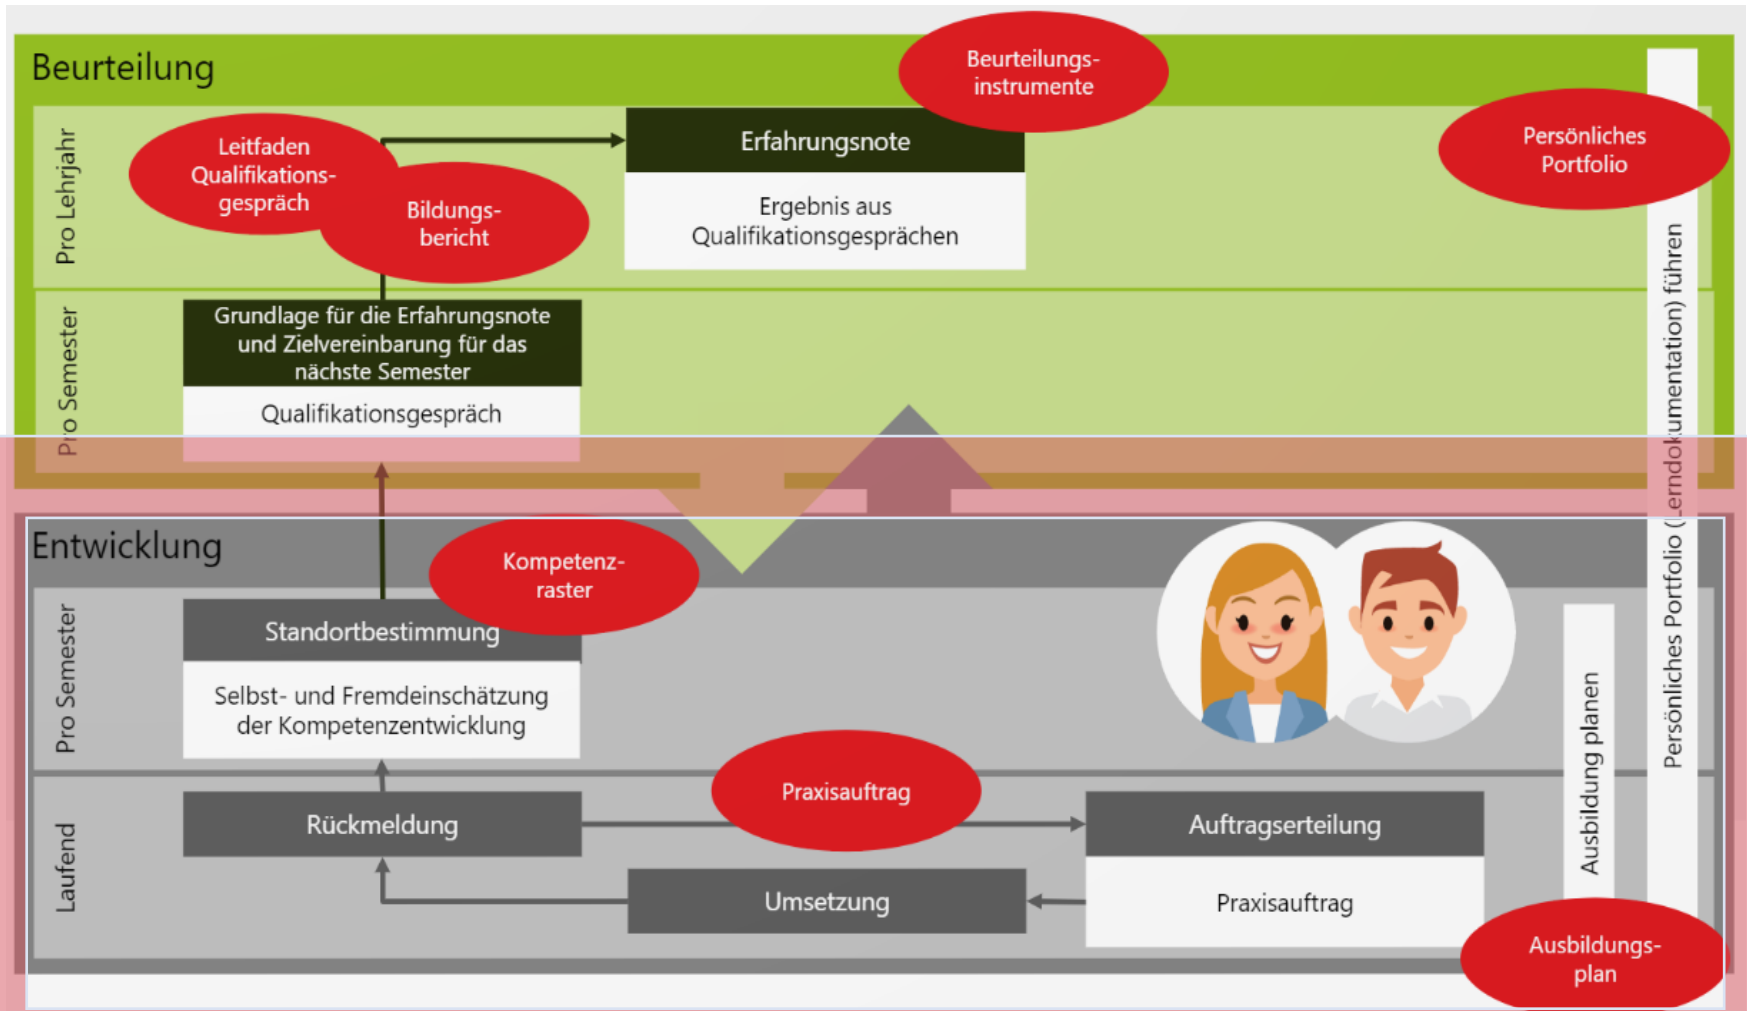 Beurteilung
Beurteilungs-
instrumente
Pro Lehrjahr
Leitfaden
Qualifikations-
gespräch
Bildungs-
bericht
Erfahrungsnote
Ergebnis aus
Qualifikationsgesprächen
Persönliches
Portfolio
Pro Semester
Grundlage für die Erfahrungsnote
und Zielvereinbarung für das
nächste Semester
Qualifikationsgespräch
Persönliches Portfolio (Lerndokumentation) führen
Entwicklung
Kompetenz-
raster
Pro Semester
Standortbestimmung
Selbst- und Fremdeinschätzung
der Kompetenzentwicklung
Ausbildung planen
Laufend
Rückmeldung
Praxisauftrag
Auftragserteilung
Praxisauftrag
Umsetzung
Ausbildungs-
plan